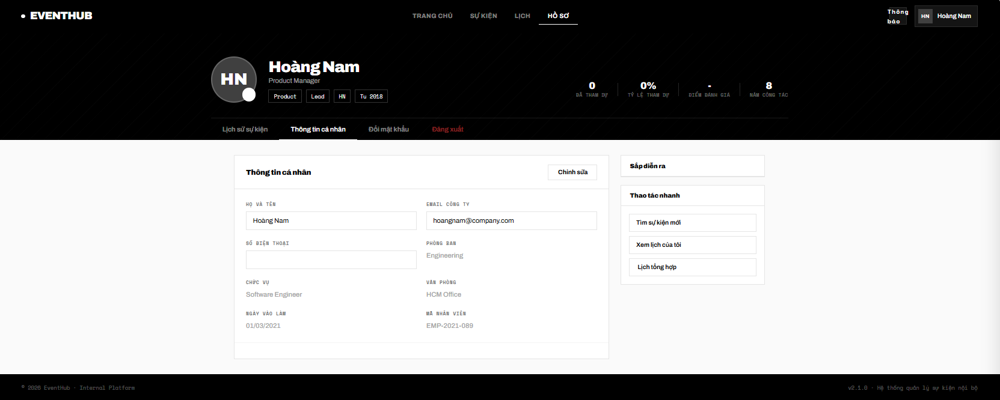 EVENTHUB
TRANG CHỦ
SỰ KIỆN
LỊCH
HỒ SƠ
Thông
báo
HN
Hoàng Nam
HN
Hoàng Nam
Product Manager
Product
Lead
HN
Tu 2018
0
ĐÃ THAM DỰ
0%
TỶ LỆ THAM DỰ
-
ĐIỂM ĐÁNH GIÁ
8
NĂM CÔNG TÁC
Lịch sử sự kiện
Thông tin cá nhân
Đổi mật khẩu
Đăng xuất
Thông tin cá nhân
Chỉnh sửa
HỌ VÀ TÊN
EMAIL CÔNG TY
Hoàng Nam
hoangnam@company.com
SỐ ĐIỆN THOẠI
PHÒNG BAN
Engineering
CHỨC VỤ
VĂN PHÒNG
Software Engineer
HCM Office
NGÀY VÀO LÀM
MÃ NHÂN VIÊN
01/03/2021
EMP-2021-089
Sắp diễn ra
Thao tác nhanh
Tìm sự kiện mới
Xem lịch của tôi
Lịch tổng hợp
© 2026 EventHub · Internal Platform
v2.1.0 · Hệ thống quản lý sự kiện nội bộ